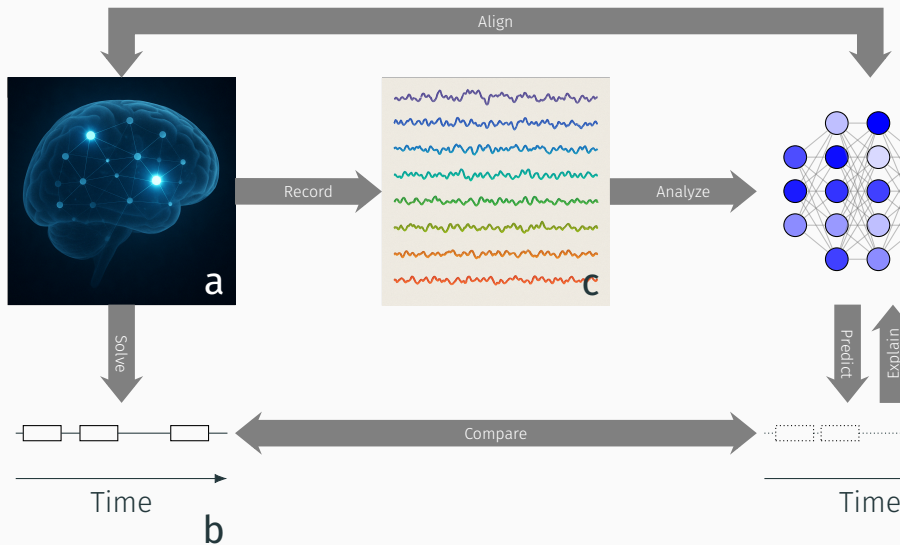 Align
a
Record
c
Analyze
Solve
Predict
Explain
Compare
Time
Time
b